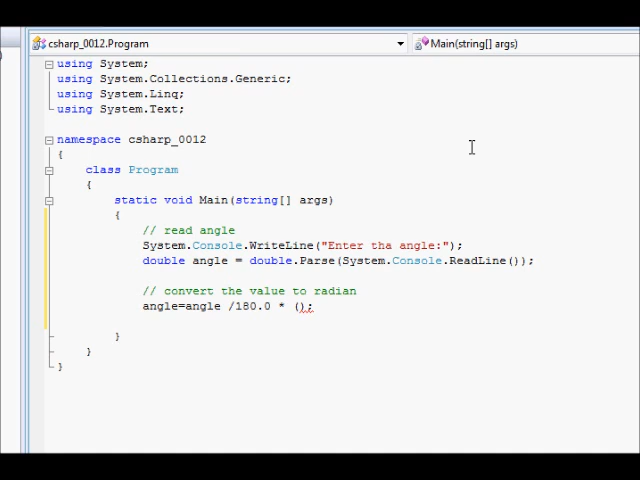 csharp_0012.Program Main(string[] args)
using System;
using System.Collections.Generic;
using System.Linq;
using System.Text;
namespace csharp_0012
{
class Program
{
static void Main(string[] args)
{
// read angle
System.Console.WriteLine("Enter tha angle:");
double angle = double.Parse(System.Console.ReadLine());
// convert the value to radian
angle=angle /180.0 * ();
}
}
}